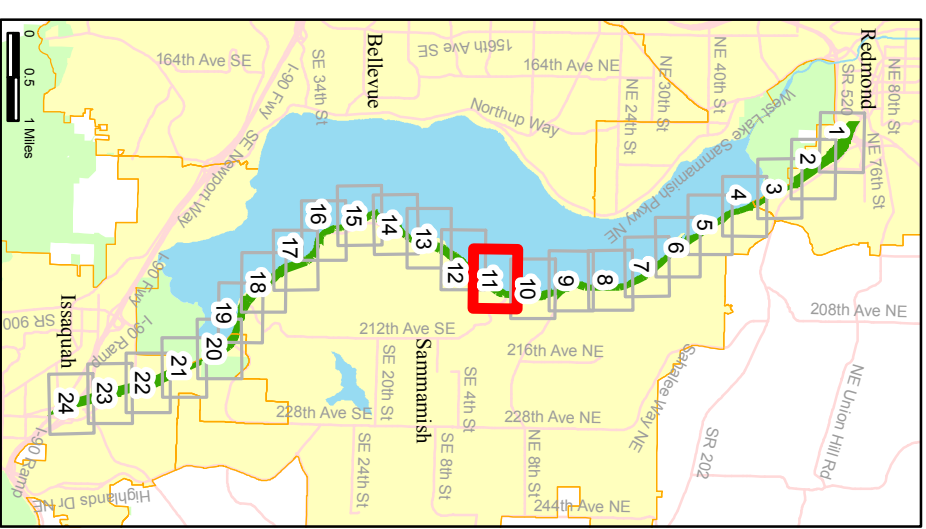 NE 80th St
Redmond
SR 520
NE 76th St
NE 40th St
NE 30th St
NE 24th St
164th Ave NE
156th Ave SE
Bellevue
Northup Way
West Lake Sammamish Pkwy NE
SE 34th St
164th Ave SE
I-90 Fwy
SE Newport Way
0
0.5
1 Miles
1
2
3
4
5
6
7
8
9
10
11
12
13
14
15
16
17
18
19
20
21
22
23
24
208th Ave NE
NE Union Hill Rd
SR 202
Sahalee Way NE
216th Ave NE
212th Ave SE
228th Ave NE
228th Ave SE
Sammamish
SE 20th St
SE 4th St
NE 8th St
SE 8th St
SE 24th St
244th Ave NE
I-90 Fwy
I-90 Ramp
Issaquah
SR 900
I-90 Ramp
Highlands Dr NE